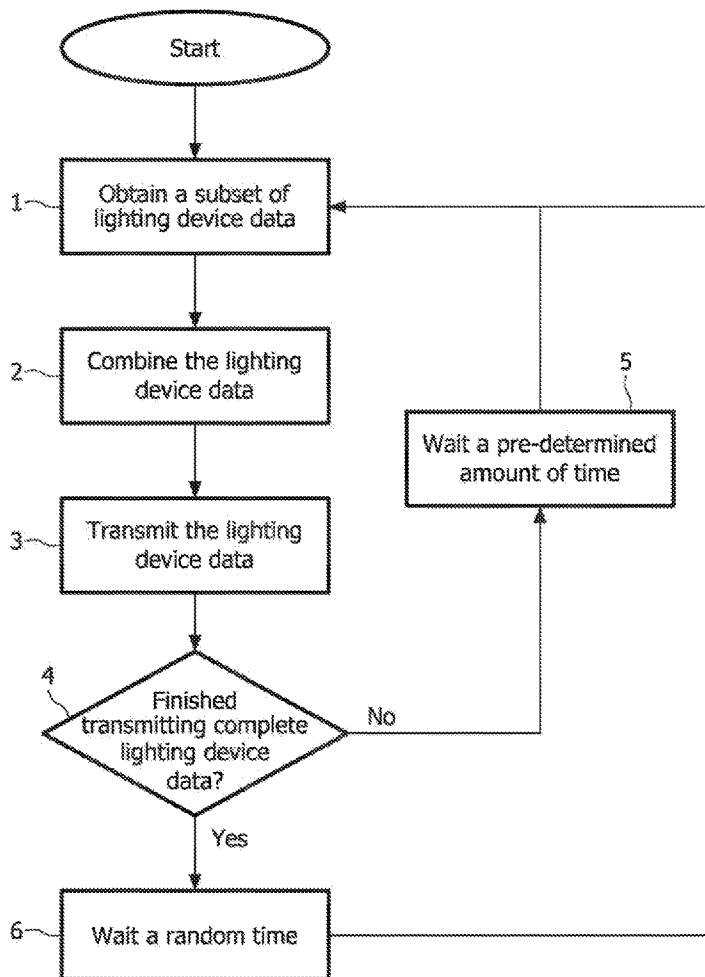 Start
1
Obtain a subset of
lighting device data
2
Combine the lighting
device data
5
Wait a pre-determined
amount of time
3
Transmit the lighting
device data
4
Finished
transmitting complete
lighting device
data?
No
Yes
6
Wait a random time